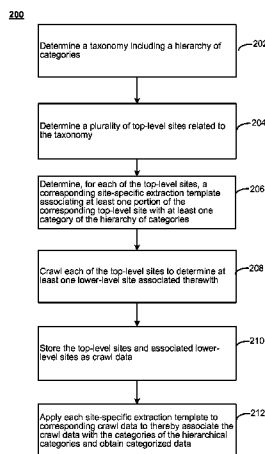 200
Determine a taxonomy including a hierarchy of
categories
202
Determine a plurality of top-level sites related to
the taxonomy
204
Determine, for each of the top-level sites, a
corresponding site-specific extraction template
associating at least one portion of the
corresponding top-level site with at least one
category of the hierarchy of categories
206
Crawl each of the top-level sites to determine at
least one lower-level site associated therewith
208
Store the top-level sites and associated lower-
level sites as crawl data
210
Apply each site-specific extraction template to
corresponding crawl data to thereby associate the
crawl data with the categories of the hierarchical
categories and obtain categorized data
212